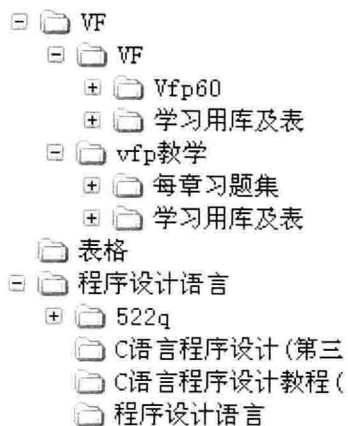 VF
VF
Vfp60
学习用库及表
vfp教学
每章习题集
学习用库及表
表格
程序设计语言
522q
C语言程序设计(第三
C语言程序设计教程(
程序设计语言